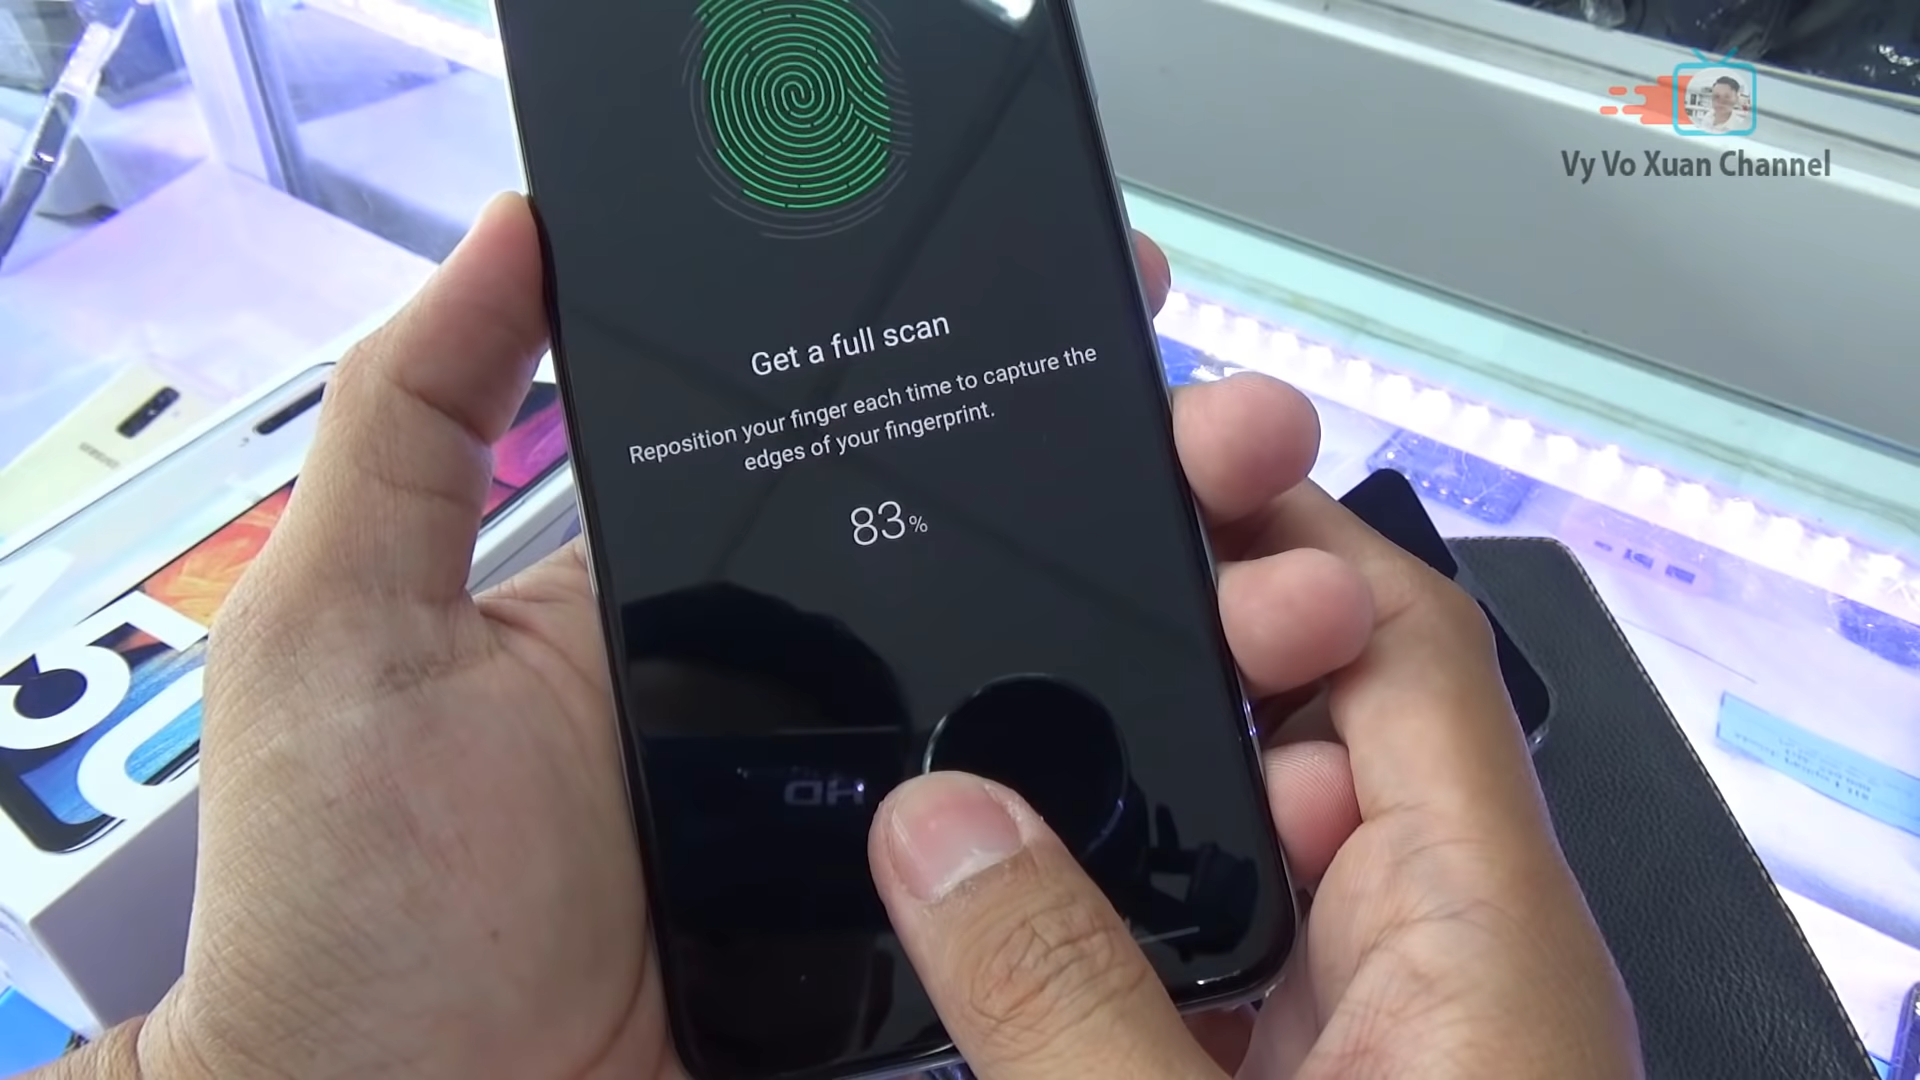 Vy Vo Xuan Channel
Get a full scan
Reposition your finger each time to capture the
edges of your fingerprint.
83%